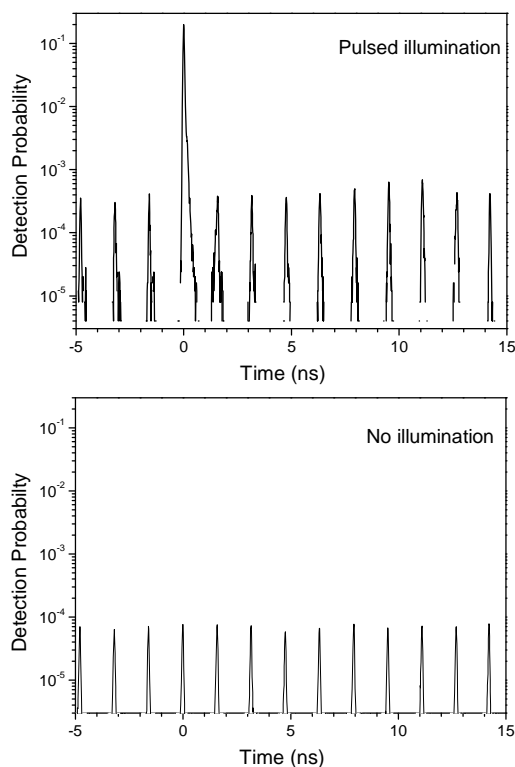 Pulsed illumination
Detection Probability
10^-1
10^-2
10^-3
10^-4
10^-5
-5 0 5 10 15
Time (ns)
No illumination
Detection Probabilty
10^-1
10^-2
10^-3
10^-4
10^-5
-5 0 5 10 15
Time (ns)